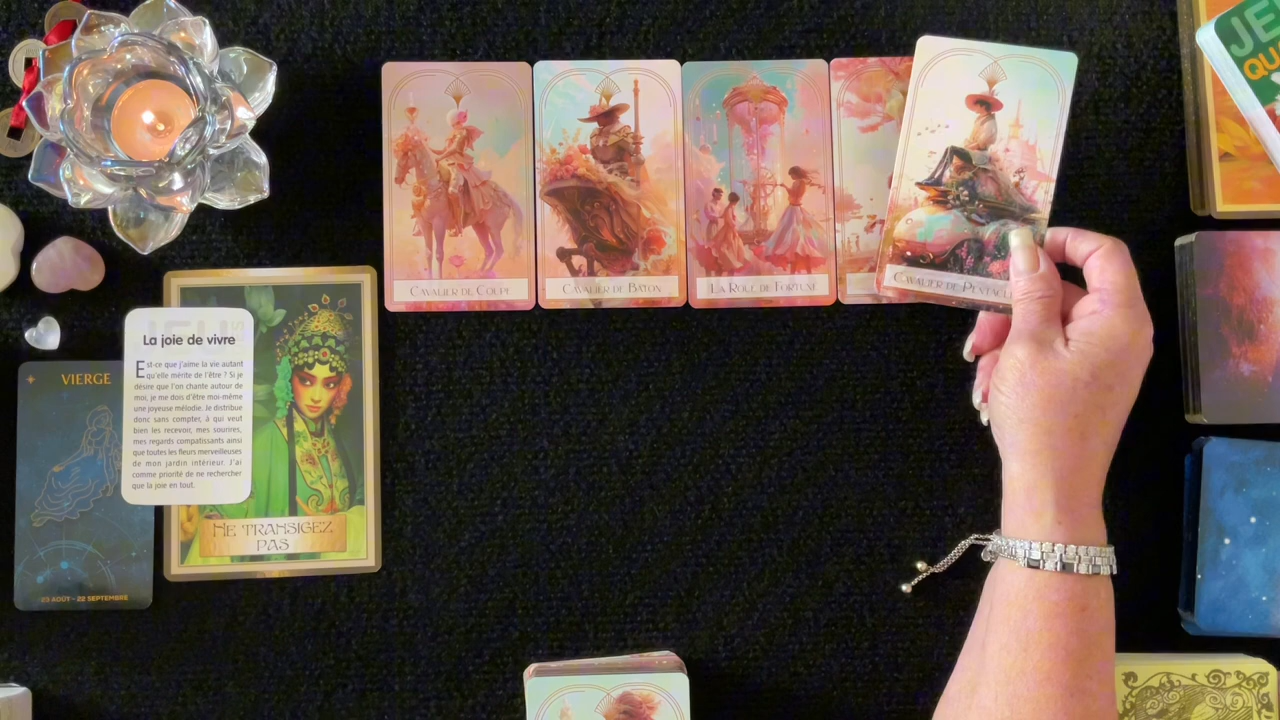 CAVALIER DE COUPE
CAVALIER DE BATON
LA ROUE DE FORTUNE
CAVALIER DE PENTACL
JEU
QU
La joie de vivre
Est-ce que j'aime la vie autant
qu'elle mérite de l'être ? Si je
désire que l'on chante autour de
moi, je me dois d'être moi-même
une joyeuse mélodie. Je distribue
donc sans compter, à qui veut
bien les recevoir, mes sourires,
mes regards compatissants ainsi
que toutes les fleurs merveilleuses
de mon jardin intérieur. J'ai
comme priorité de ne rechercher
que la joie en tout.
VIERGE
23 AOÛT - 22 SEPTEMBRE
NE TRANSIGEZ
PAS